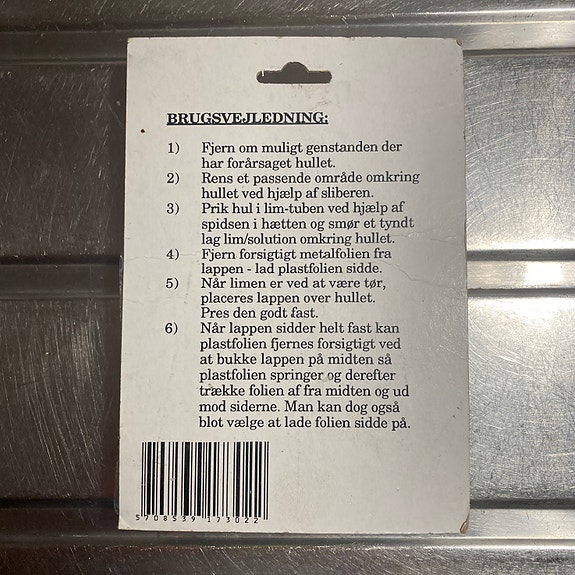 BRUGSVEJLEDNING:
1) Fjern om muligt genstanden der
har forårsaget hullet.
2) Rens et passende område omkring
hullet ved hjælp af sliberen.
3) Prik hul i lim-tuben ved hjælp af
spidsen i hætten og smør et tyndt
lag lim/solution omkring hullet.
4) Fjern forsigtigt metalfolien fra
lappen - lad plastfolien sidde.
5) Når limen er ved at være tør,
placeres lappen over hullet.
Pres den godt fast.
6) Når lappen sidder helt fast kan
plastfolien fjernes forsigtigt ved
at bukke lappen på midten så
plastfolien springer og derefter
trække folien af fra midten og ud
mod siderne. Man kan dog også
blot vælge at lade folien sidde på.
5708539 173022